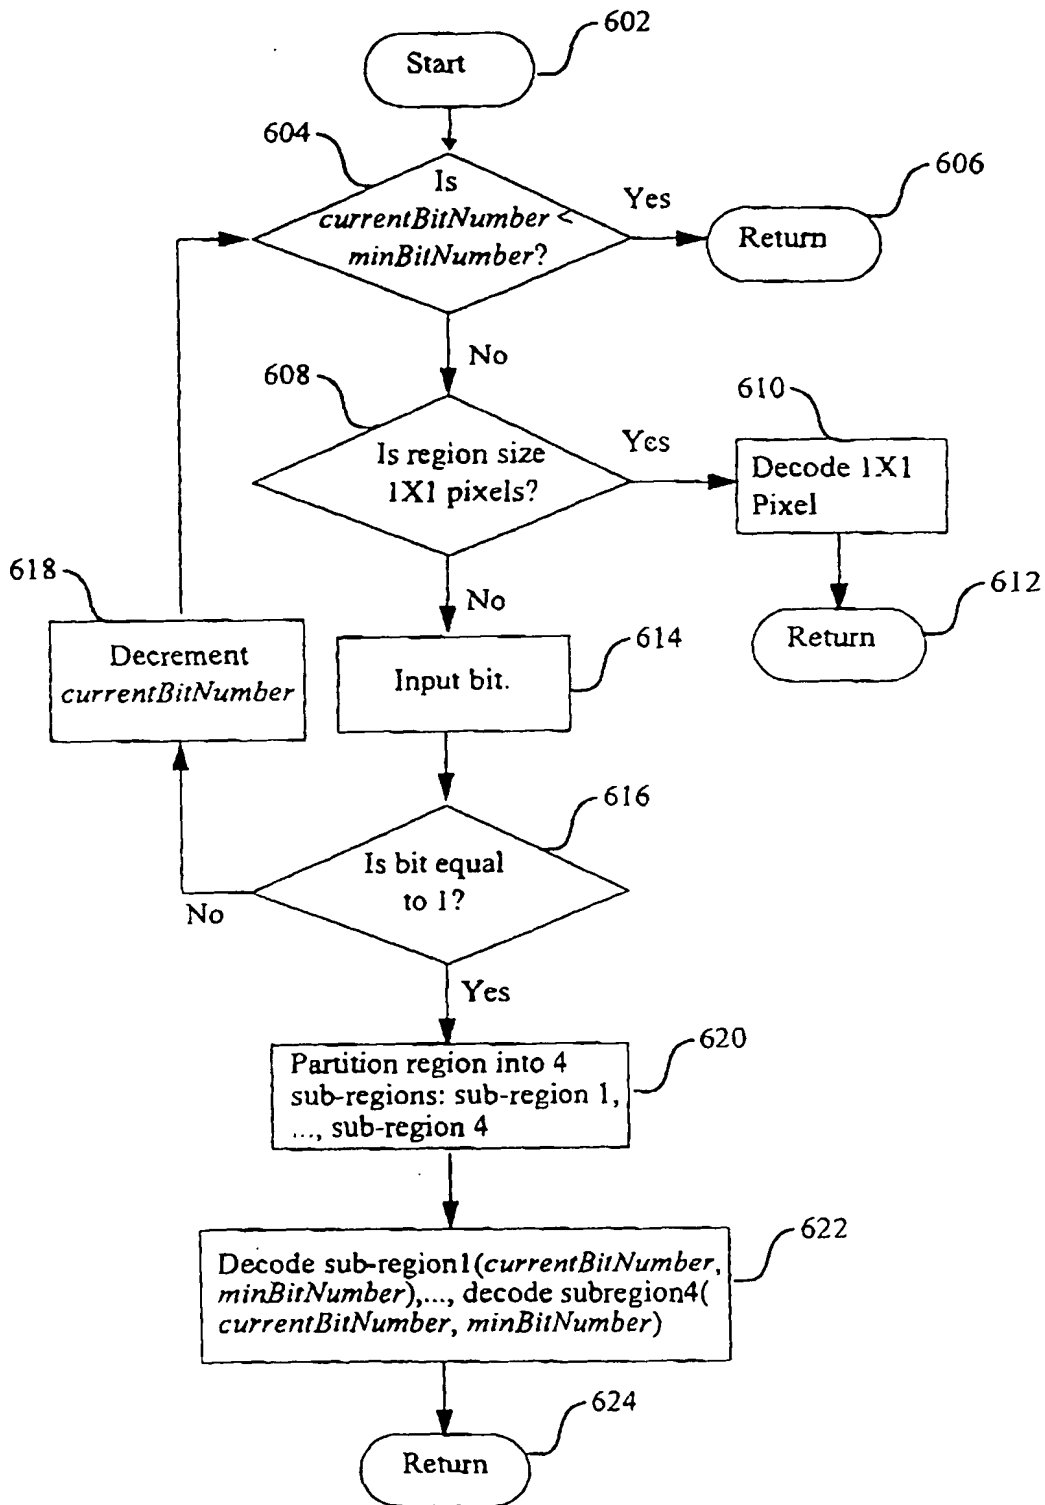 602
Start
604
Is
currentBitNumber <
minBitNumber?
Yes
606
Return
No
608
Is region size
1X1 pixels?
Yes
610
Decode 1X1
Pixel
612
Return
No
618
Decrement
currentBitNumber
614
Input bit.
616
Is bit equal
to 1?
No
Yes
620
Partition region into 4
sub-regions: sub-region 1,
..., sub-region 4
622
Decode sub-region1(currentBitNumber,
minBitNumber),..., decode subregion4(
currentBitNumber, minBitNumber)
624
Return